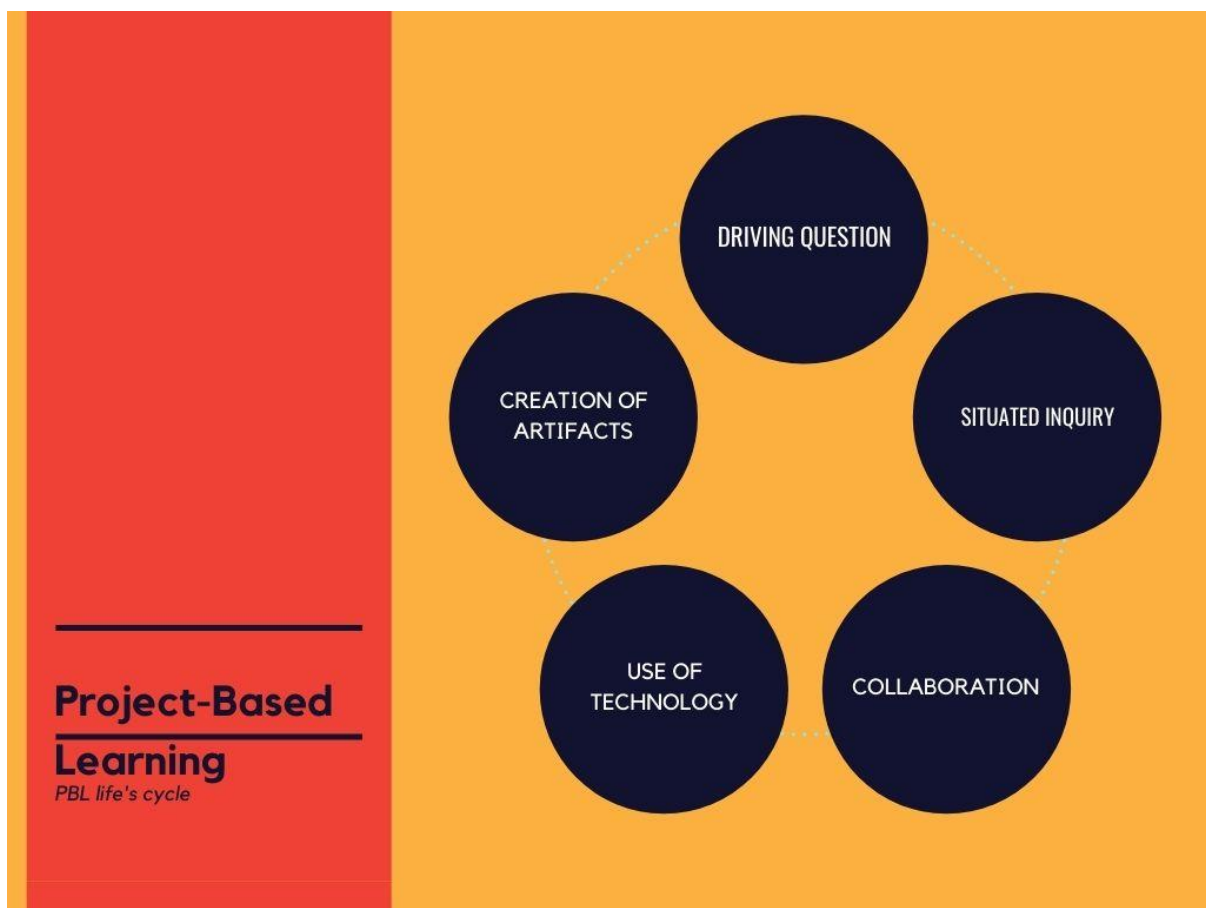 Project-Based
Learning
PBL life's cycle
DRIVING QUESTION
SITUATED INQUIRY
COLLABORATION
USE OF
TECHNOLOGY
CREATION OF
ARTIFACTS